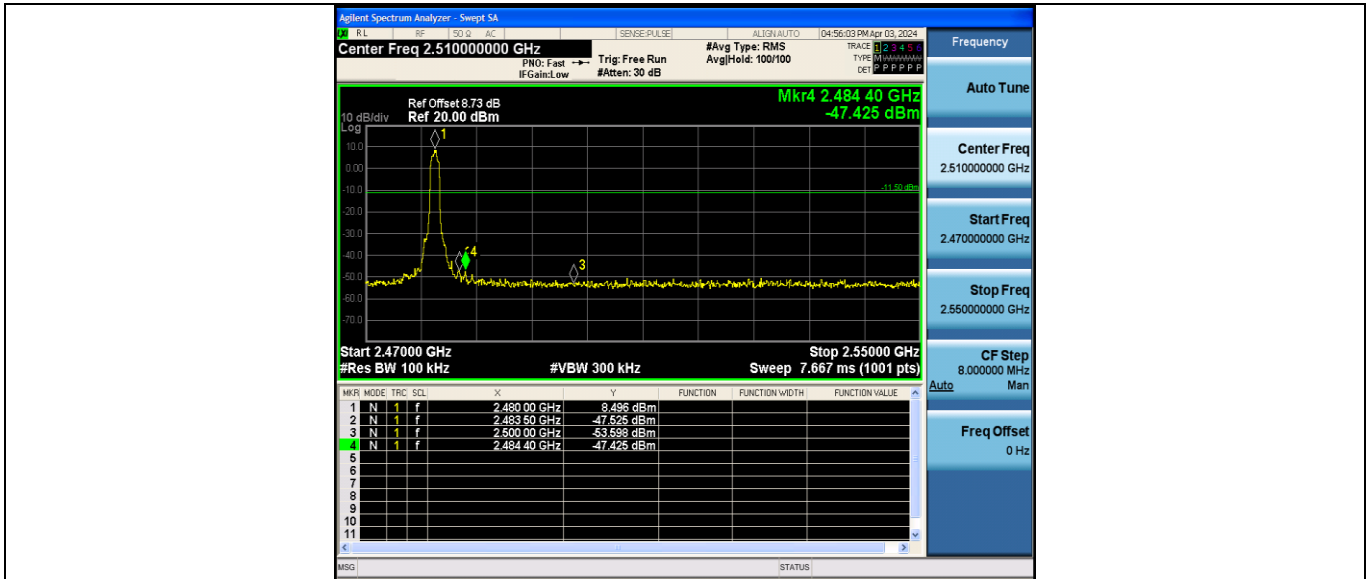 Agilent Spectrum Analyzer - Swept SA
LXI RL RF 50 Ω AC SENSE:PULSE ALIGN AUTO 04:56:03 PM Apr 03, 2024
Center Freq 2.510000000 GHz
PNO: Fast
IFGain:Low
Trig: Free Run
#Atten: 30 dB
#Avg Type: RMS
Avg|Hold: 100/100
TRACE 1 2 3 4 5 6
TYPE M
DET P P P P P P
Frequency
Auto Tune
Center Freq
2.510000000 GHz
Start Freq
2.470000000 GHz
Stop Freq
2.550000000 GHz
CF Step
8.000000 MHz
Auto Man
Freq Offset
0 Hz
Mkr4 2.484 40 GHz
-47.425 dBm
Ref Offset 8.73 dB
10 dB/div Ref 20.00 dBm
Log
10.0
0.00
-10.0
-20.0
-30.0
-40.0
-50.0
-60.0
-70.0
1
4
3
-11.50 dBm
Start 2.47000 GHz Stop 2.55000 GHz
#Res BW 100 kHz #VBW 300 kHz Sweep 7.667 ms (1001 pts)
MKR MODE TRC SCL X Y FUNCTION FUNCTION WIDTH FUNCTION VALUE
1 N 1 f 2.480 00 GHz 8.496 dBm
2 N 1 f 2.483 50 GHz -47.525 dBm
3 N 1 f 2.500 00 GHz -53.598 dBm
4 N 1 f 2.484 40 GHz -47.425 dBm
5
6
7
8
9
10
11
MSG STATUS